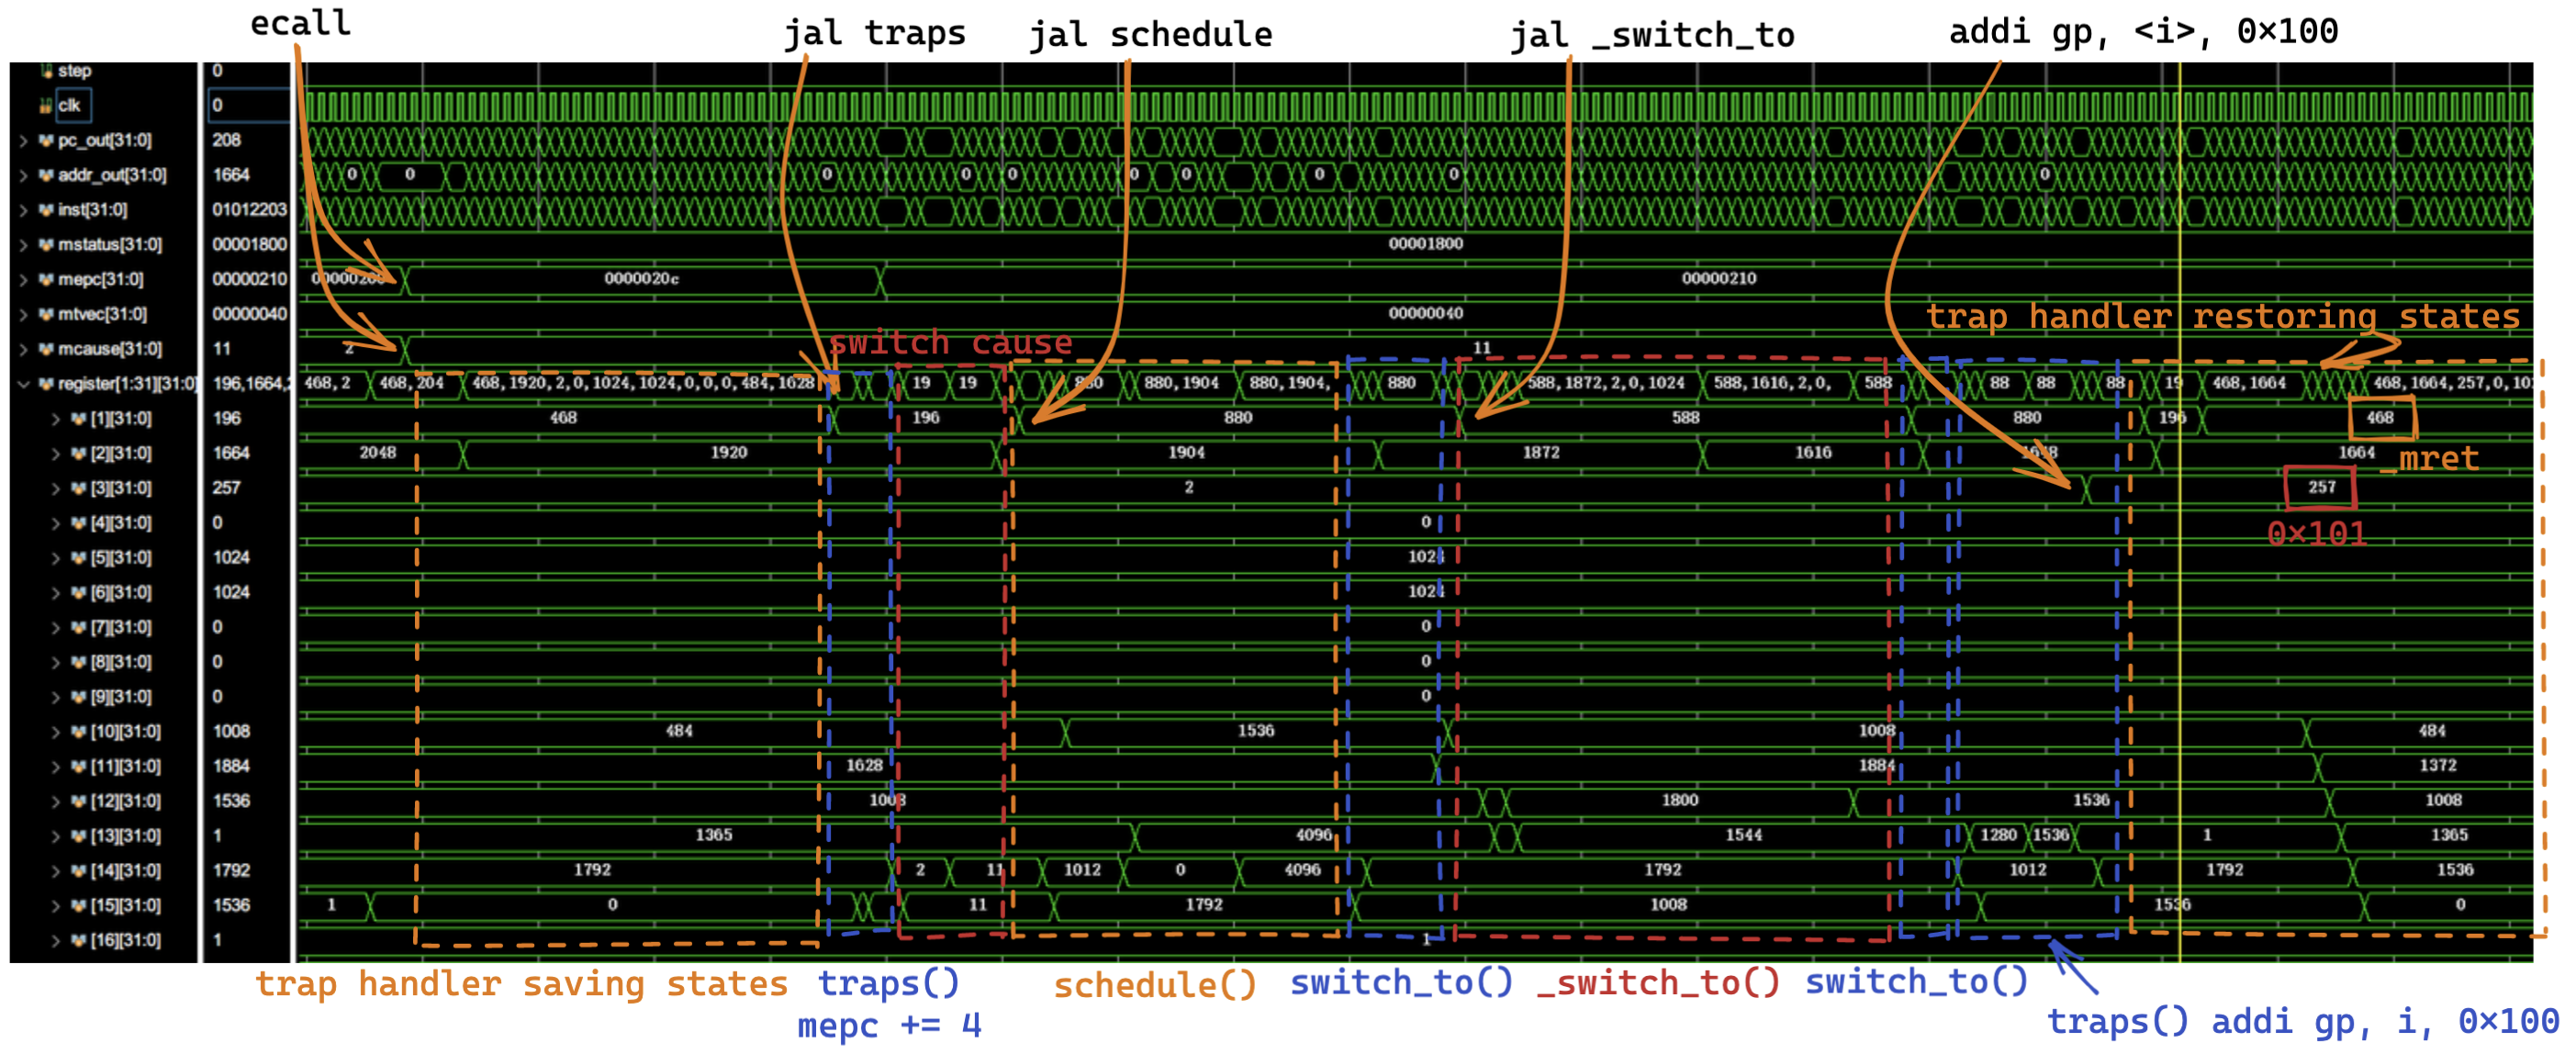 ecall
jal traps
jal schedule
jal _switch_to
addi gp, <i>, 0×100
step 0
clk 0
pc_out[31:0] 208
addr_out[31:0] 1664 0 0 0 0 0 0 0 0 0 0
inst[31:0] 01012203
mstatus[31:0] 00001800 00001800
mepc[31:0] 00000210 0000020c 00000210
mtvec[31:0] 00000040 00000040
trap handler restoring states
switch cause
mcause[31:0] 11 2 11
register[1:31][31:0] 196,1664, 468, 2 468, 204 468, 1920, 2, 0, 1024, 1024, 0, 0, 0, 484, 1628 19 19 880 880, 1904 880, 1904, 880 588, 1872, 2, 0, 1024 588, 1616, 2, 0, 588 88 88 88 19 468, 1664 468, 1664, 257, 0, 10
[1][31:0] 196 468 196 880 588 880 196 468
[2][31:0] 1664 2048 1920 1904 1872 1616 1648 1664
_mret
[3][31:0] 257 2 257
0×101
[4][31:0] 0 0
[5][31:0] 1024 1024
[6][31:0] 1024 1024
[7][31:0] 0 0
[8][31:0] 0 0
[9][31:0] 0 0
[10][31:0] 1008 484 1536 1008 484
[11][31:0] 1884 1628 1884 1372
[12][31:0] 1536 1008 1800 1536 1008
[13][31:0] 1 1365 4096 1544 1280 1536 1 1365
[14][31:0] 1792 1792 2 11 1012 0 4096 1792 1012 1792 1536
[15][31:0] 1536 1 0 11 1792 1008 1536 0
[16][31:0] 1 1
trap handler saving states
traps()
mepc += 4
schedule()
switch_to()
_switch_to()
switch_to()
traps() addi gp, i, 0×100